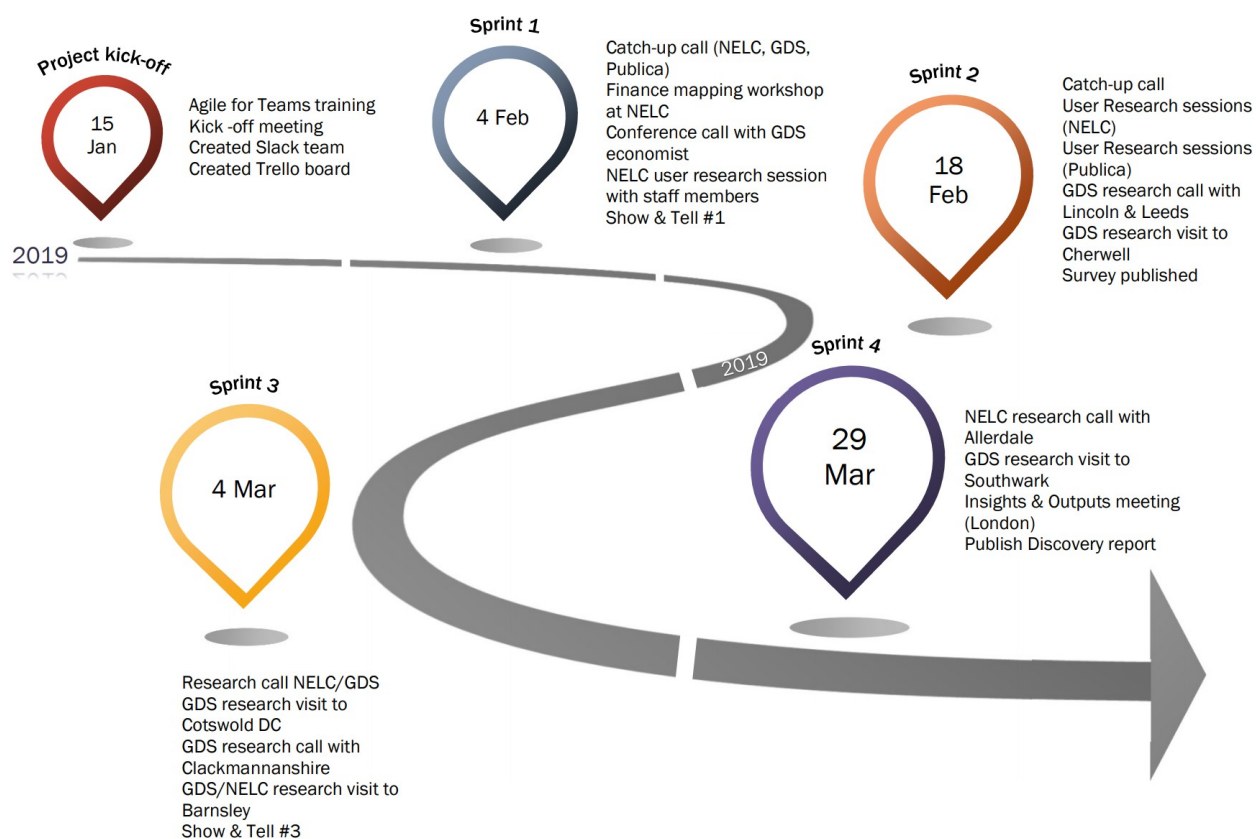 Project kick-off
15
Jan
Agile for Teams training
Kick -off meeting
Created Slack team
Created Trello board
Sprint 1
4 Feb
Catch-up call (NELC, GDS,
Publica)
Finance mapping workshop
at NELC
Conference call with GDS
economist
NELC user research session
with staff members
Show & Tell #1
Sprint 2
18
Feb
Catch-up call
User Research sessions
(NELC)
User Research sessions
(Publica)
GDS research call with
Lincoln & Leeds
GDS research visit to
Cherwell
Survey published
2019
2019
Sprint 3
4 Mar
Research call NELC/GDS
GDS research visit to
Cotswold DC
GDS research call with
Clackmannanshire
GDS/NELC research visit to
Barnsley
Show & Tell #3
Sprint 4
29
Mar
NELC research call with
Allerdale
GDS research visit to
Southwark
Insights & Outputs meeting
(London)
Publish Discovery report